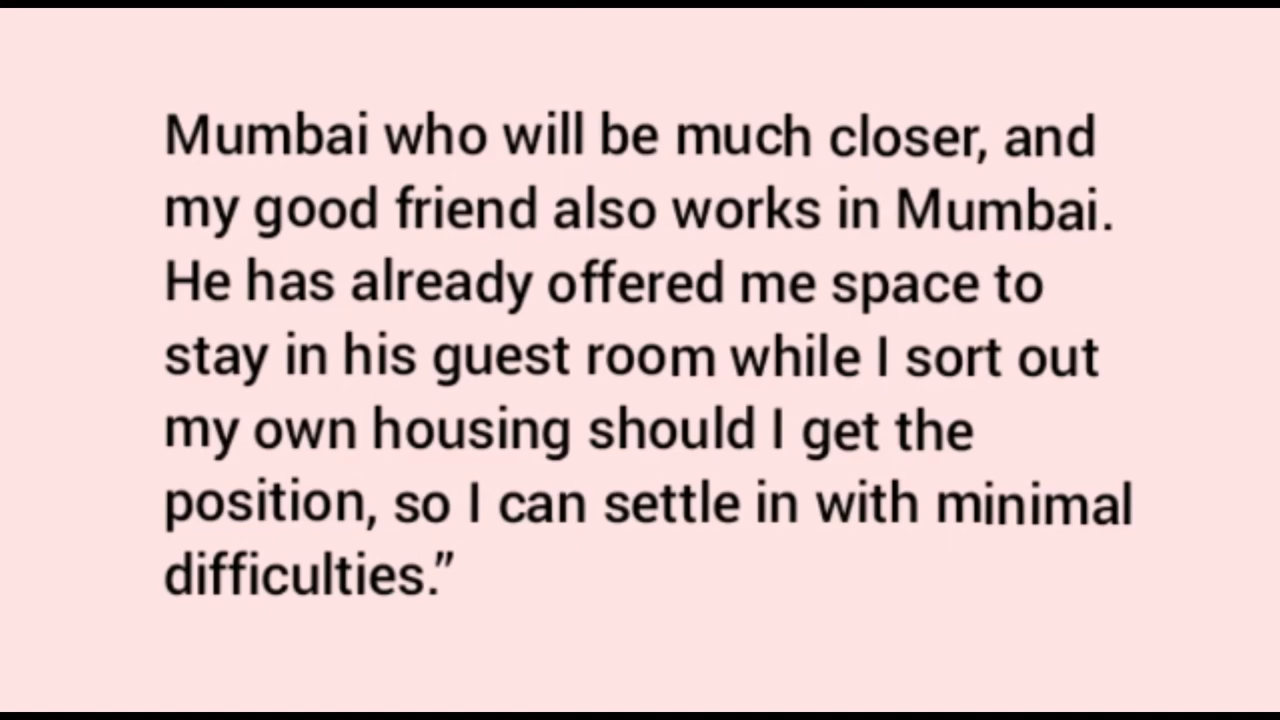 Mumbai who will be much closer, and
my good friend also works in Mumbai.
He has already offered me space to
stay in his guest room while I sort out
my own housing should I get the
position, so I can settle in with minimal
difficulties.”